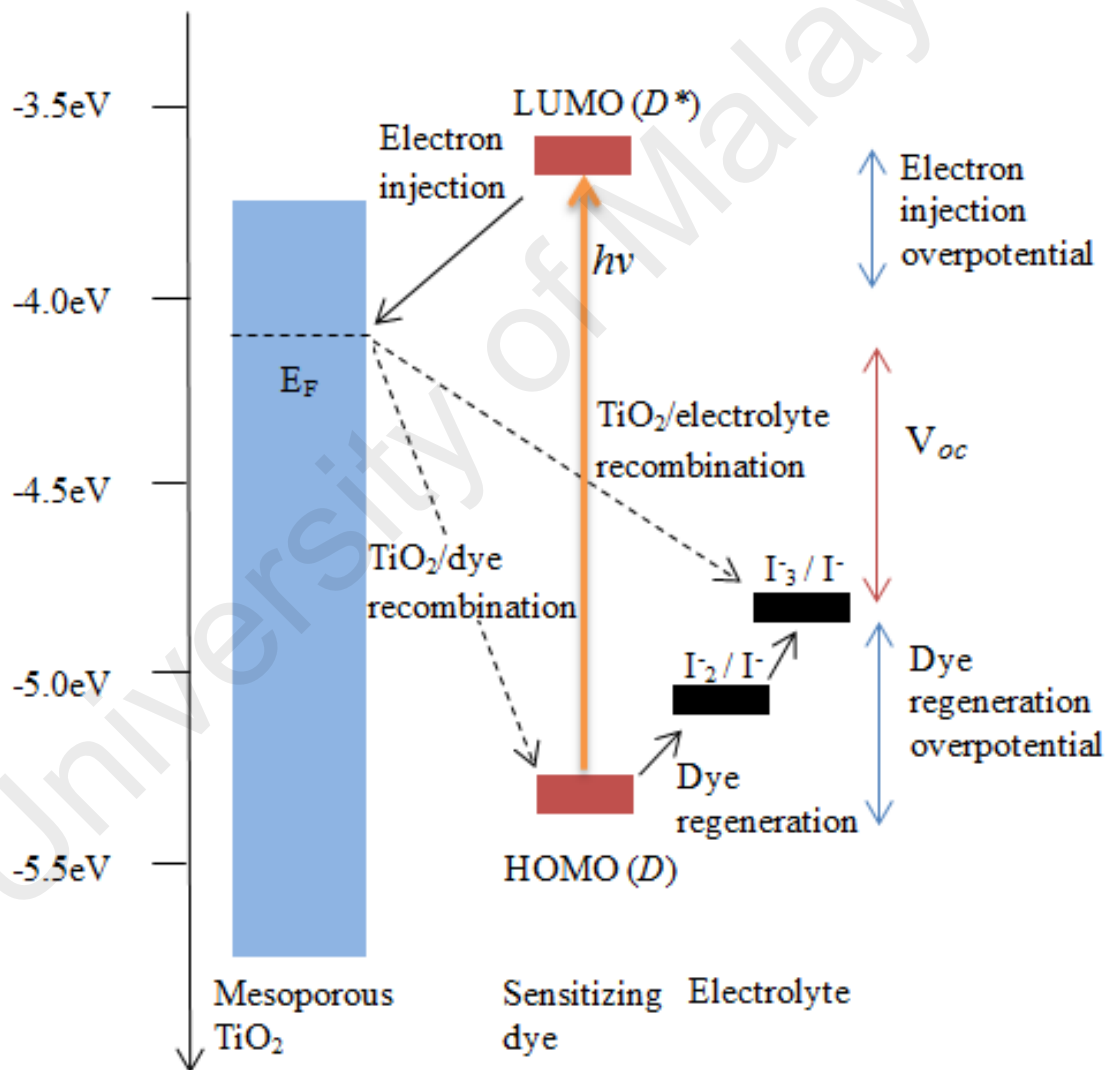 University of Malay
-3.5eV
-4.0eV
-4.5eV
-5.0eV
-5.5eV
LUMO (D*)
Electron
injection
hν
E_F
TiO₂/electrolyte
recombination
TiO₂/dye
recombination
I⁻₃ / I⁻
I⁻₂ / I⁻
Dye
regeneration
HOMO (D)
Electron
injection
overpotential
V_oc
Dye
regeneration
overpotential
Mesoporous
TiO₂
Sensitizing
dye
Electrolyte